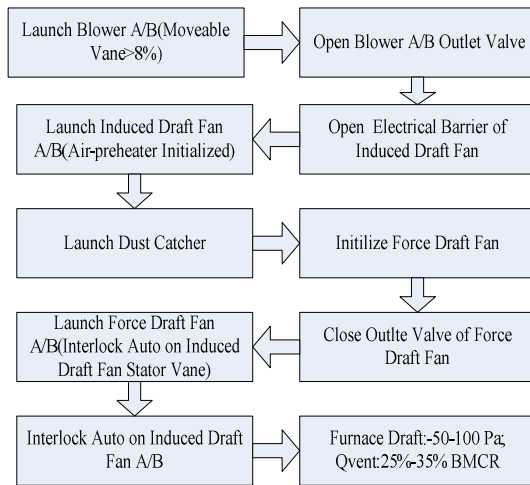 Launch Blower A/B(Moveable
Vane>8%)
Open Blower A/B Outlet Valve
Open Electrical Barrier of
Induced Draft Fan
Launch Induced Draft Fan
A/B(Air-preheater Initialized)
Launch Dust Catcher
Initilize Force Draft Fan
Close Outlte Valve of Force
Draft Fan
Launch Force Draft Fan
A/B(Interlock Auto on Induced
Draft Fan Stator Vane)
Interlock Auto on Induced Draft
Fan A/B
Furnace Draft:-50-100 Pa;
Qvent:25%-35% BMCR